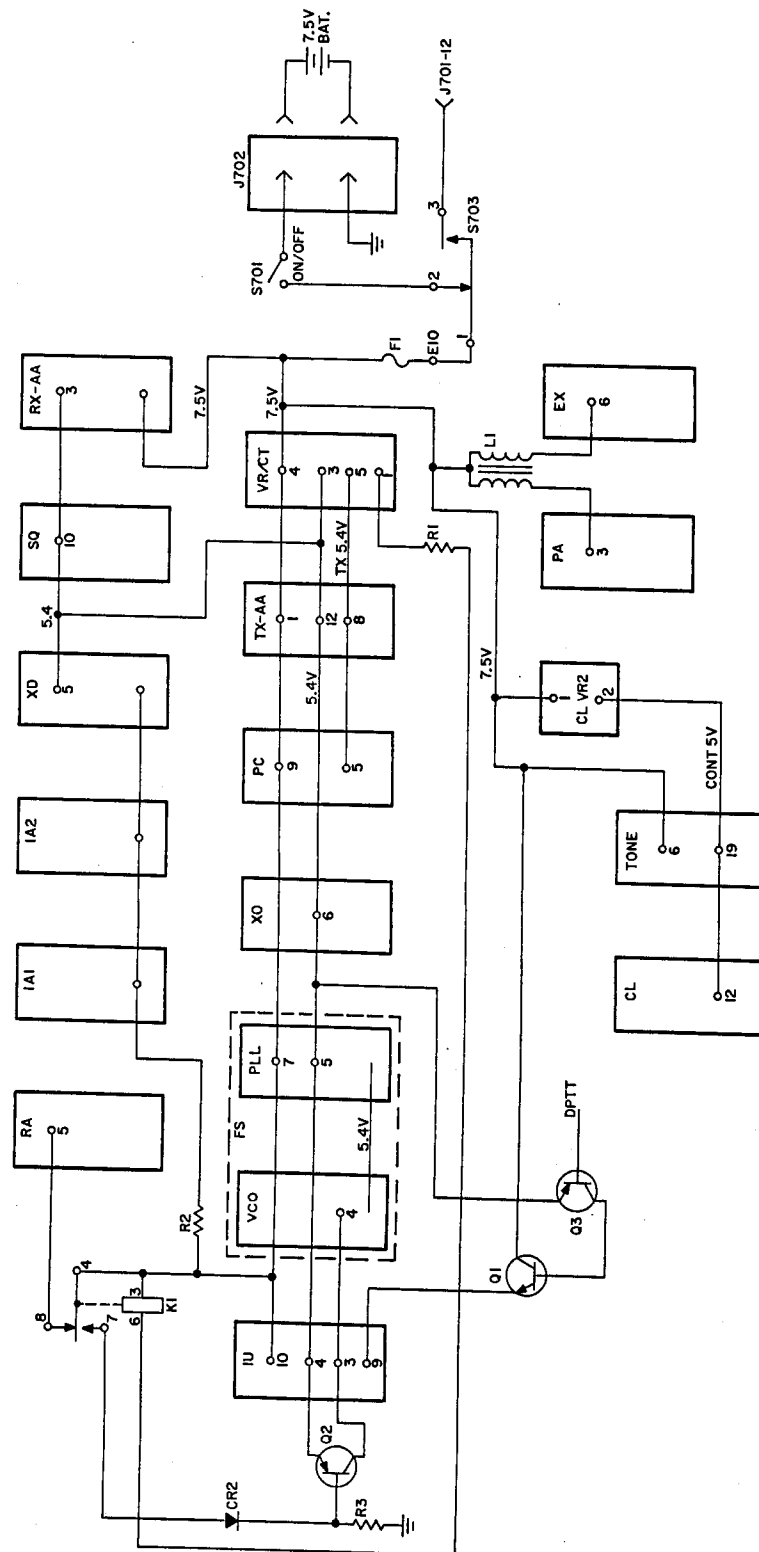 7.5V
BAT.
J702
J701-12
S701
ON/OFF
3
S703
2
1
E10
F1
RX-AA
3
7.5V
7.5V
EX
6
L1
VR/CT
4
3
5
1
SQ
10
5.4
TX 5.4V
R1
PA
3
TX-AA
1
12
8
XD
5
5.4V
7.5V
1
CL VR2
2
PC
9
5
CONT 5V
1A2
TONE
6
19
XO
6
1A1
CL
12
PLL
7
5
FS
5.4V
DPTT
RA
5
VCO
4
R2
Q3
Q1
4
3
K1
6
8
7
IU
10
4
3
9
Q2
CR2
R3